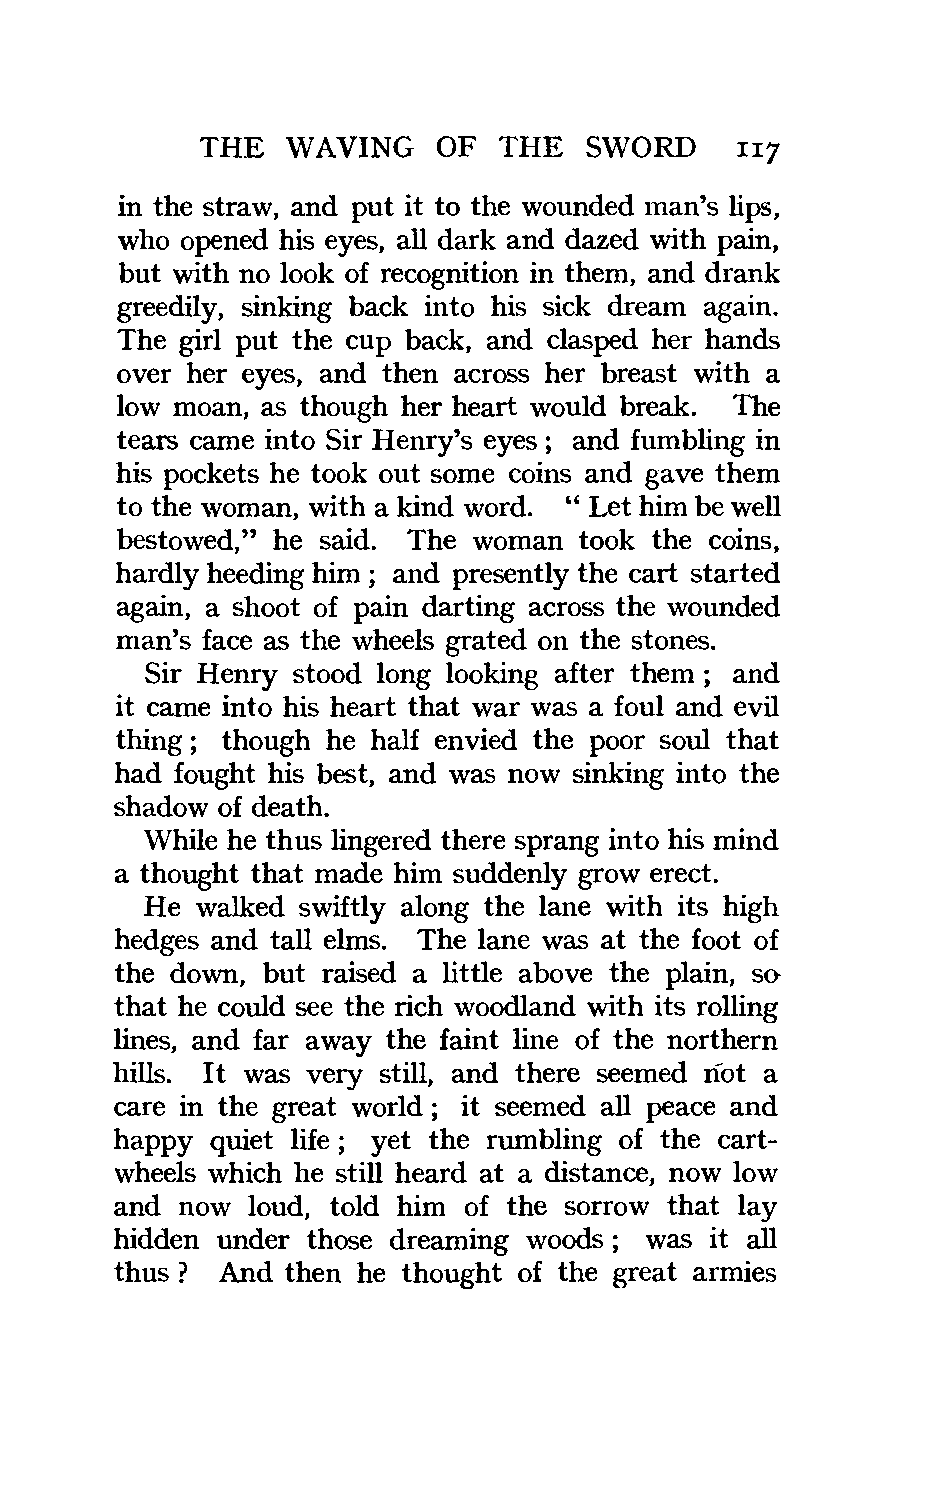 THE WAVING OF THE SWORD 117
in the straw, and put it to the wounded man's lips,
who opened his eyes, all dark and dazed with pain,
but with no look of recognition in them, and drank
greedily, sinking back into his sick dream again.
The girl put the cup back, and clasped her hands
over her eyes, and then across her breast with a
low moan, as though her heart would break. The
tears came into Sir Henry's eyes ; and fumbling in
his pockets he took out some coins and gave them
to the woman, with a kind word. “ Let him be well
bestowed,” he said. The woman took the coins,
hardly heeding him ; and presently the cart started
again, a shoot of pain darting across the wounded
man's face as the wheels grated on the stones.
Sir Henry stood long looking after them ; and
it came into his heart that war was a foul and evil
thing ; though he half envied the poor soul that
had fought his best, and was now sinking into the
shadow of death.
While he thus lingered there sprang into his mind
a thought that made him suddenly grow erect.
He walked swiftly along the lane with its high
hedges and tall elms. The lane was at the foot of
the down, but raised a little above the plain, so
that he could see the rich woodland with its rolling
lines, and far away the faint line of the northern
hills. It was very still, and there seemed not a
care in the great world ; it seemed all peace and
happy quiet life ; yet the rumbling of the cart-
wheels which he still heard at a distance, now low
and now loud, told him of the sorrow that lay
hidden under those dreaming woods ; was it all
thus ? And then he thought of the great armies